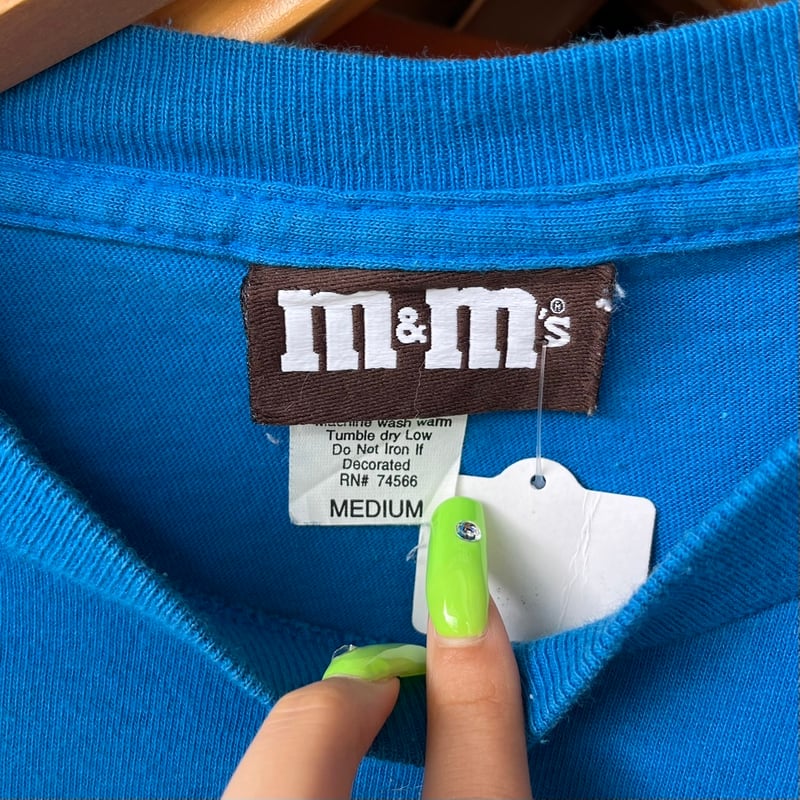 m&m's®
Machine wash warm
Tumble dry Low
Do Not Iron If
Decorated
RN# 74566
MEDIUM